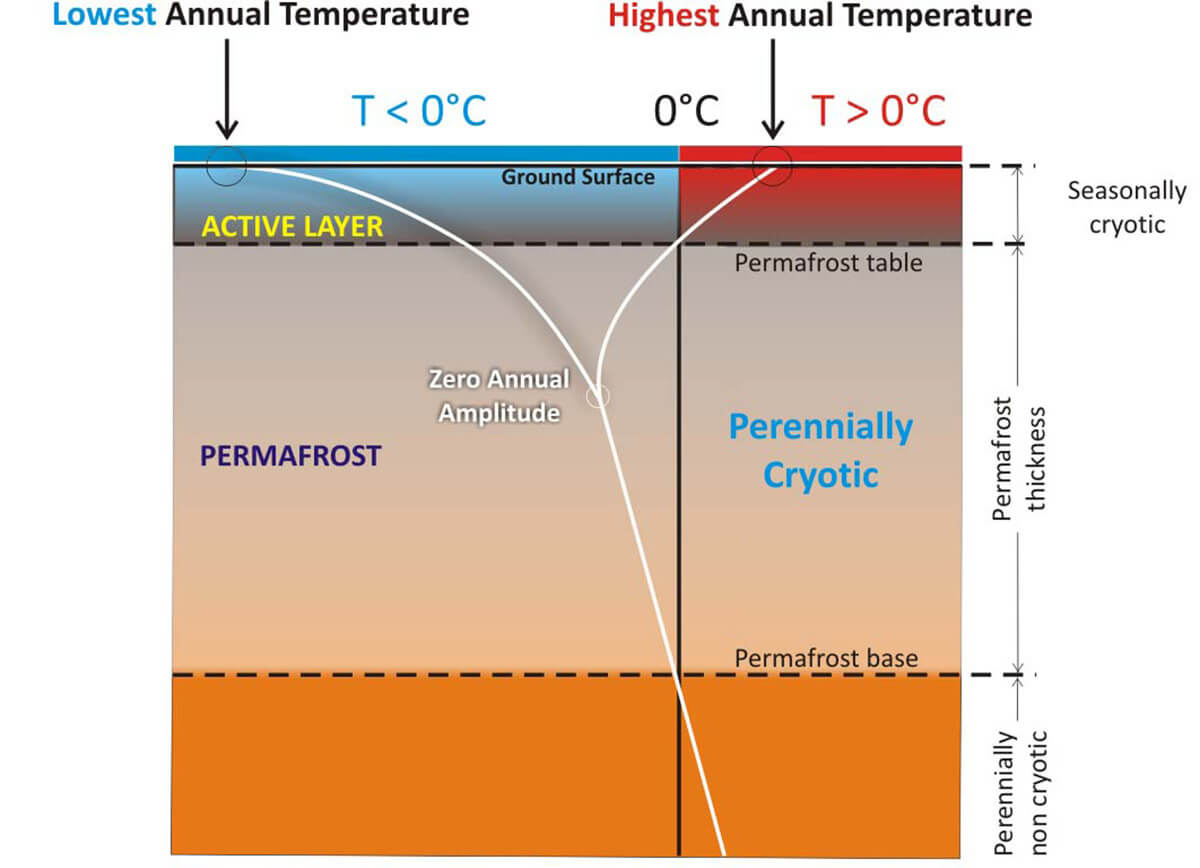 Lowest Annual Temperature
Highest Annual Temperature
T < 0°C
0°C
T > 0°C
Ground Surface
ACTIVE LAYER
Seasonally
cryotic
Permafrost table
Zero Annual
Amplitude
PERMAFROST
Perennially
Cryotic
Permafrost
thickness
Permafrost base
Perennially
non cryotic